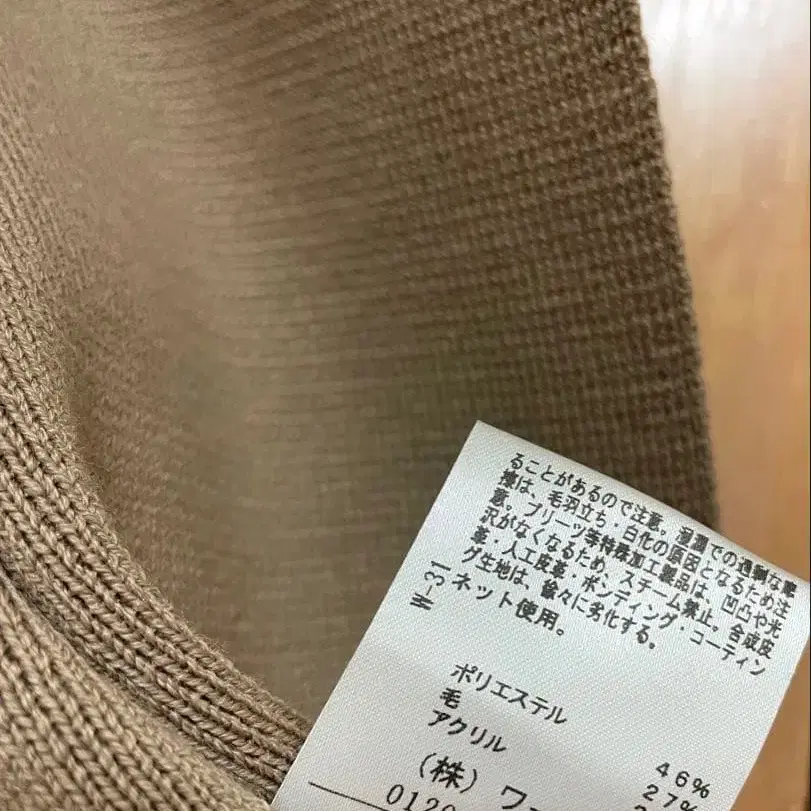 ることがあるので注意。湿潤での過激な摩
擦は、毛羽立ち・白化の原因となるため注
意。プリーツ等特殊加工製品は、凹凸や光
沢がなくなるため、スチーム禁止。合成皮
革・人工皮革・ボンディング・コーティン
グ生地は、徐々に劣化する。
W-31 ネット使用。
ポリエステル 46%
毛 27%
アクリル
(株) ワ
0120